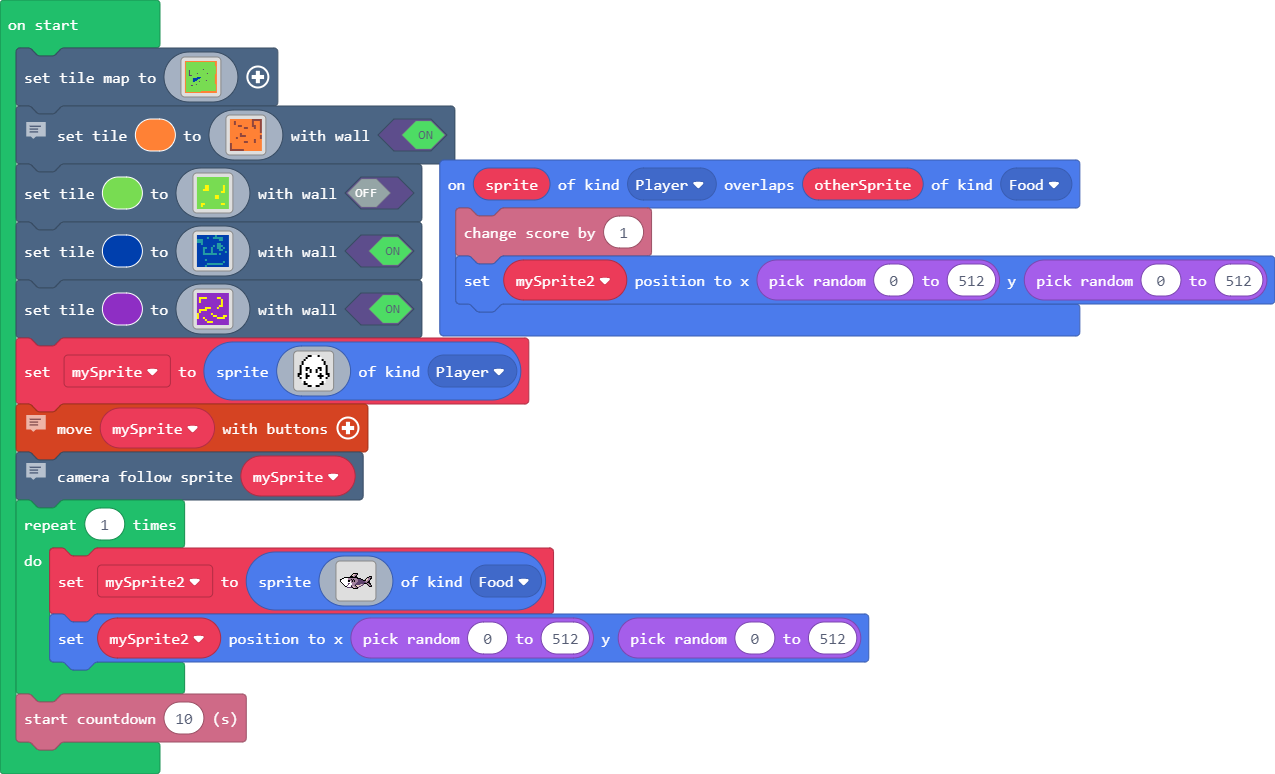 on start
set tile map to
set tile to with wall ON
set tile to with wall OFF
set tile to with wall ON
set tile to with wall ON
set mySprite to sprite of kind Player
move mySprite with buttons
camera follow sprite mySprite
repeat 1 times
do
set mySprite2 to sprite of kind Food
set mySprite2 position to x pick random 0 to 512 y pick random 0 to 512
start countdown 10 (s)
on sprite of kind Player overlaps otherSprite of kind Food
change score by 1
set mySprite2 position to x pick random 0 to 512 y pick random 0 to 512